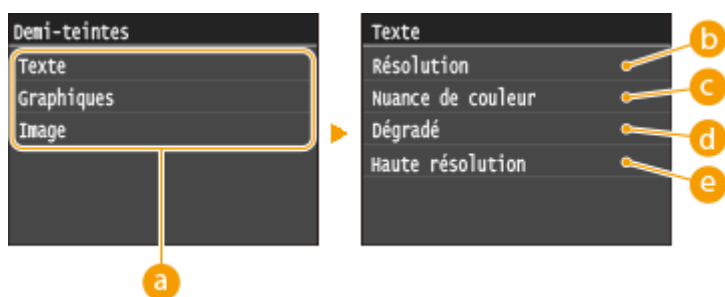 Demi-teintes
Texte
Graphiques
Image
a
Texte
Résolution
Nuance de couleur
Dégradé
Haute résolution
b
c
d
e